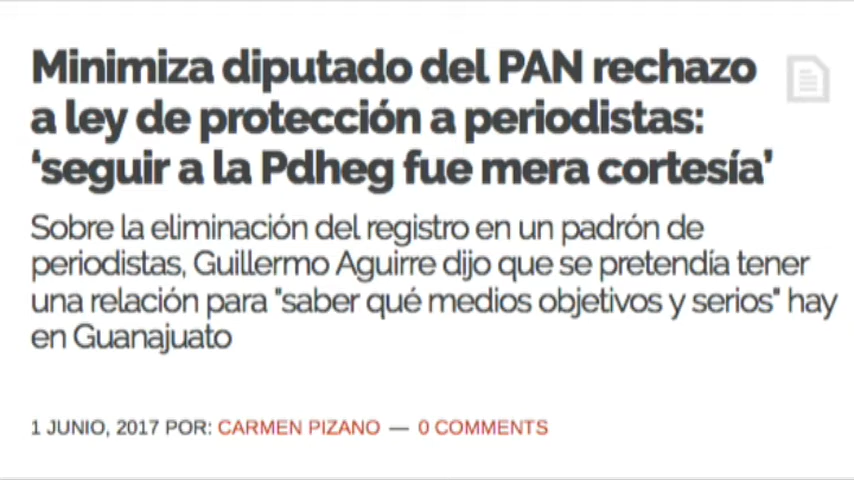 Minimiza diputado del PAN rechazo
a ley de protección a periodistas:
‘seguir a la Pdheg fue mera cortesía’
Sobre la eliminación del registro en un padrón de
periodistas, Guillermo Aguirre dijo que se pretendía tener
una relación para "saber qué medios objetivos y serios" hay
en Guanajuato
1 JUNIO, 2017 POR: CARMEN PIZANO — 0 COMMENTS